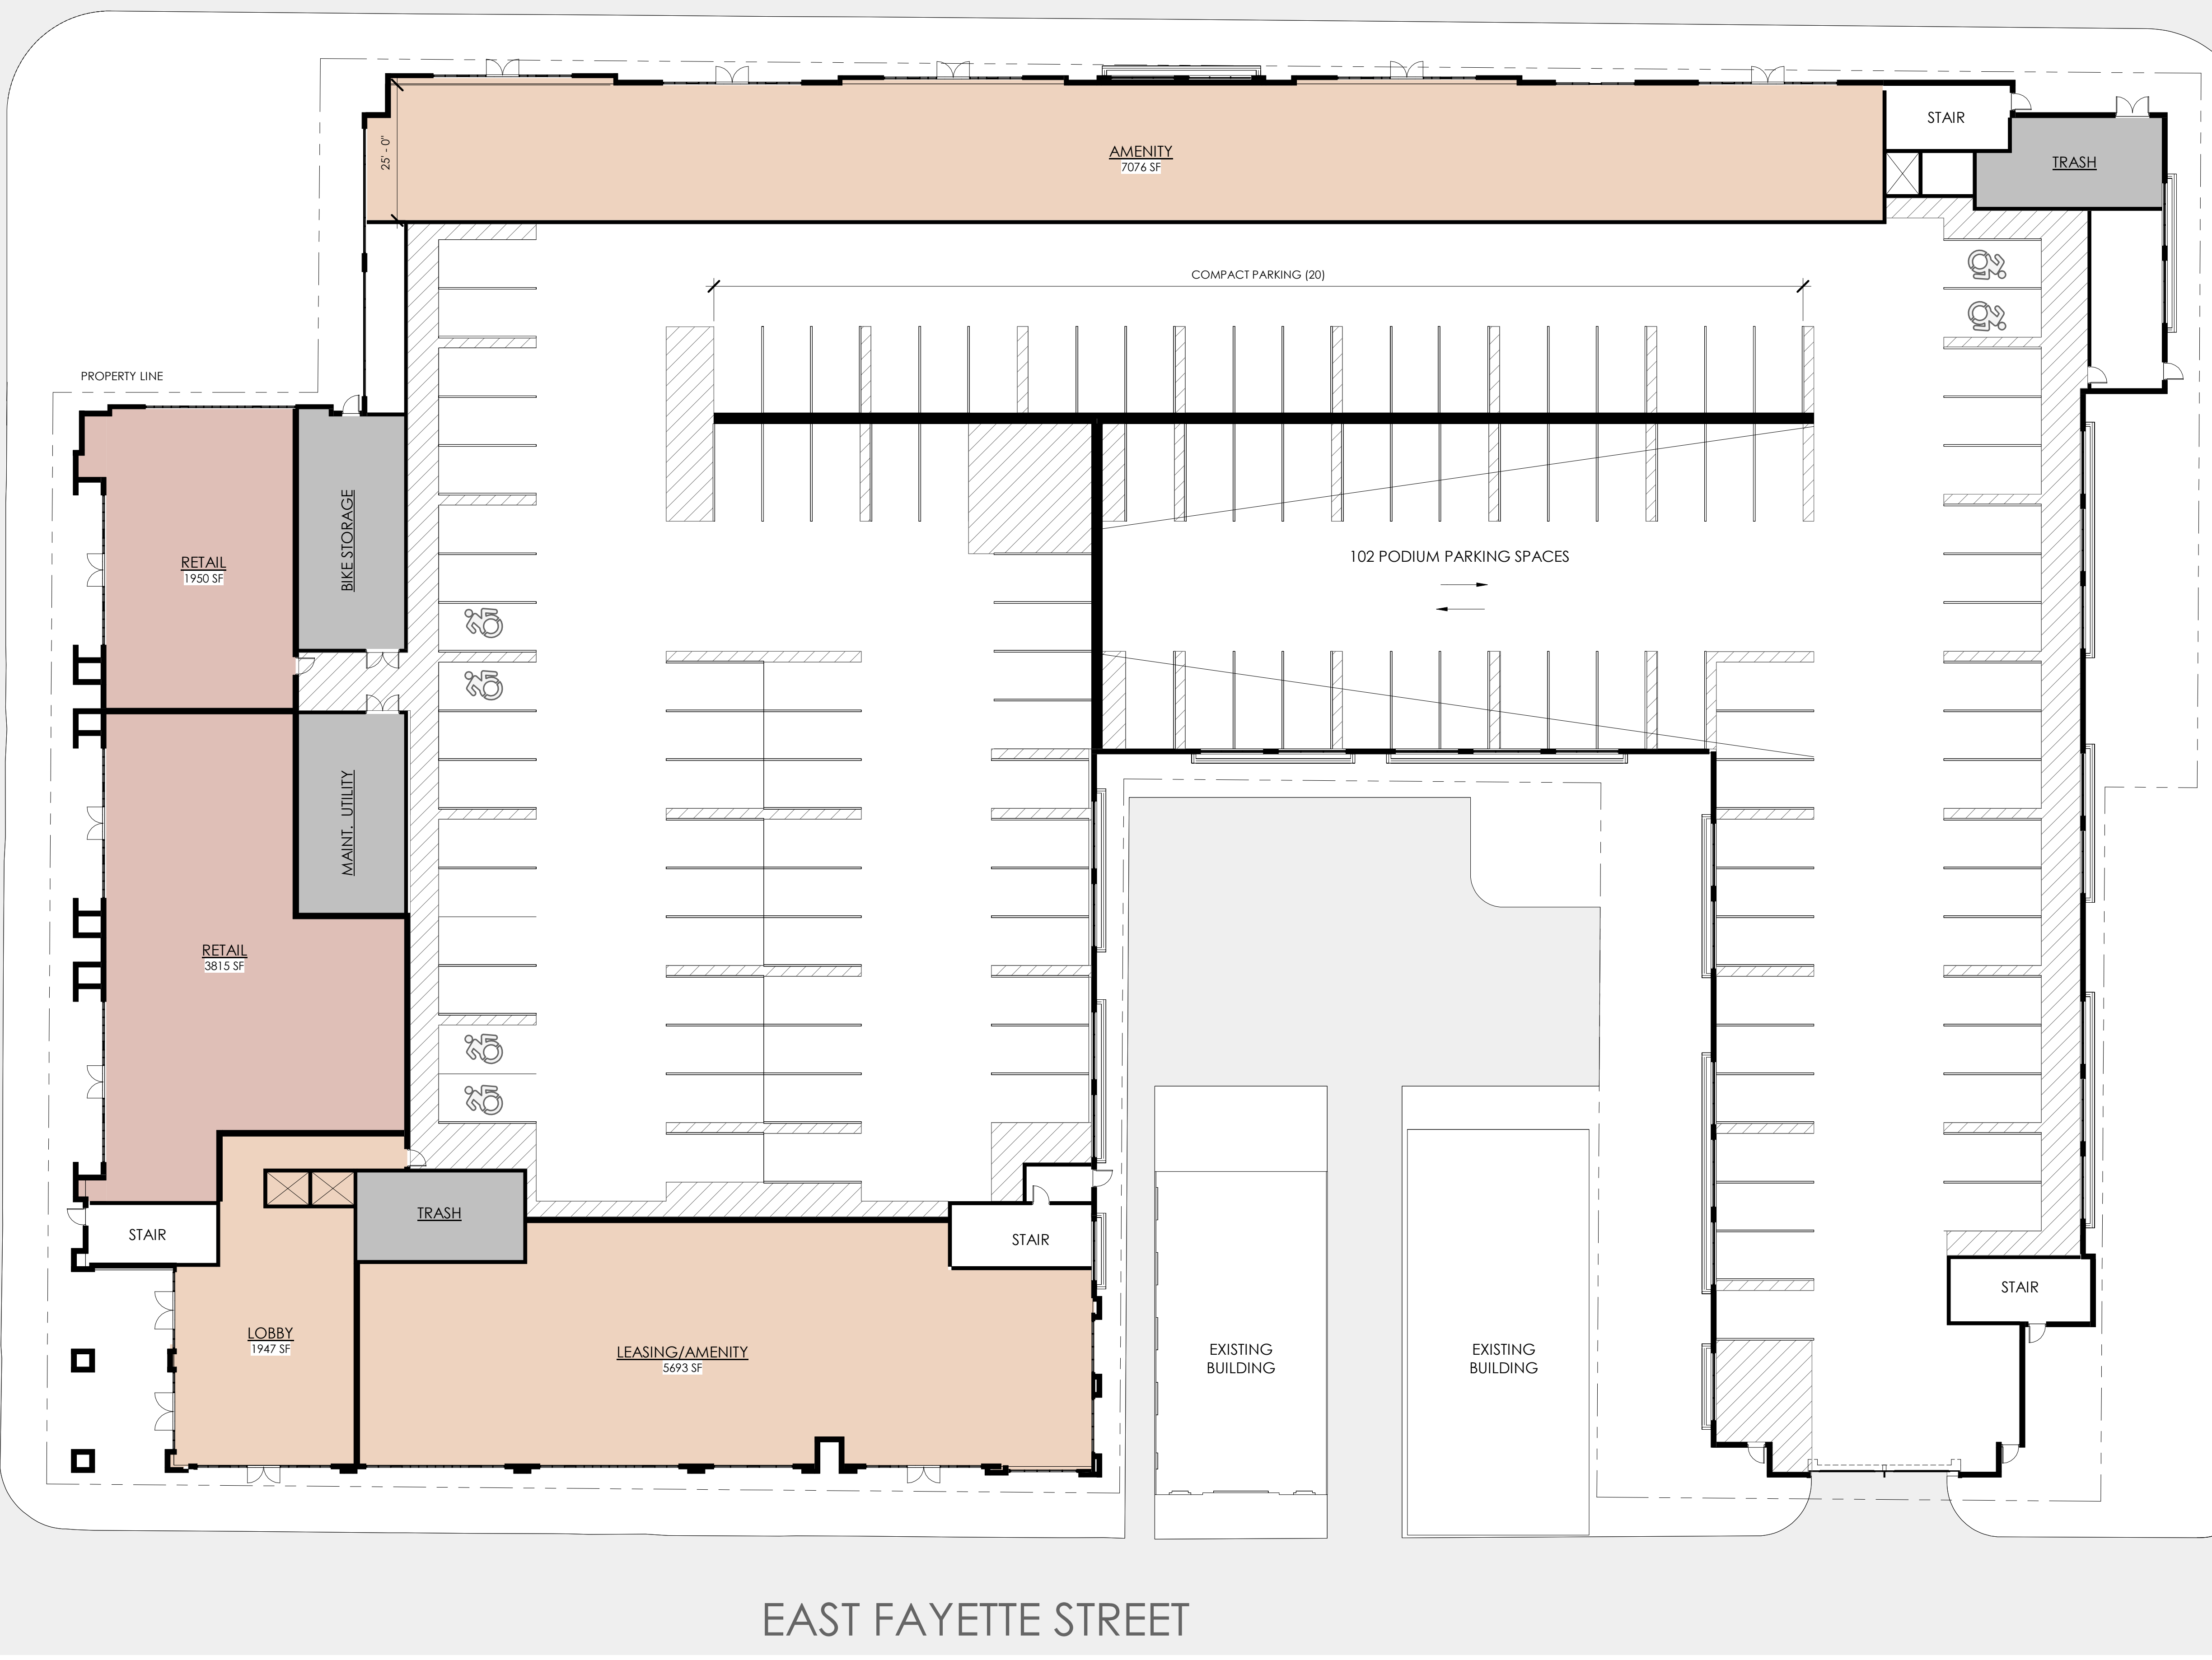 STAIR
25' - 0"
AMENITY
7076 SF
TRASH
COMPACT PARKING (20)
PROPERTY LINE
RETAIL
1950 SF
BIKE STORAGE
102 PODIUM PARKING SPACES
MAINT. UTILITY
RETAIL
3815 SF
TRASH
STAIR
STAIR
STAIR
LOBBY
1947 SF
LEASING/AMENITY
5693 SF
EXISTING
BUILDING
EXISTING
BUILDING
EAST FAYETTE STREET